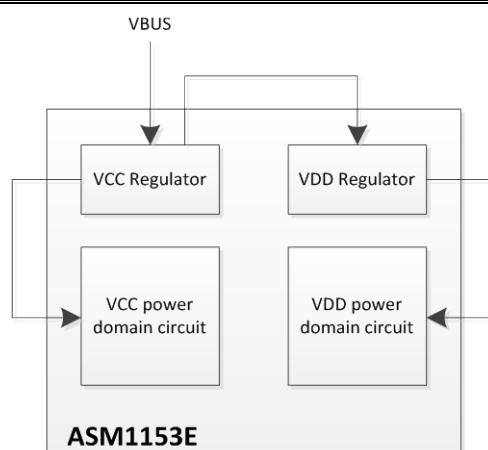 VBUS
VCC Regulator
VDD Regulator
VCC power
domain circuit
VDD power
domain circuit
ASM1153E